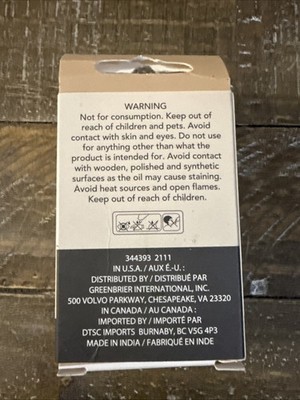 WARNING
Not for consumption. Keep out of
reach of children and pets. Avoid
contact with skin and eyes. Do not use
for anything other than what the
product is intended for. Avoid contact
with wooden, polished and synthetic
surfaces as the oil may cause staining.
Avoid heat sources and open flames.
Keep out of reach of children.
344393 2111
IN U.S.A. / AUX É.-U. :
DISTRIBUTED BY / DISTRIBUÉ PAR
GREENBRIER INTERNATIONAL, INC.
500 VOLVO PARKWAY, CHESAPEAKE, VA 23320
IN CANADA / AU CANADA :
IMPORTED BY / IMPORTÉ PAR
DTSC IMPORTS BURNABY, BC V5G 4P3
MADE IN INDIA / FABRIQUÉ EN INDE